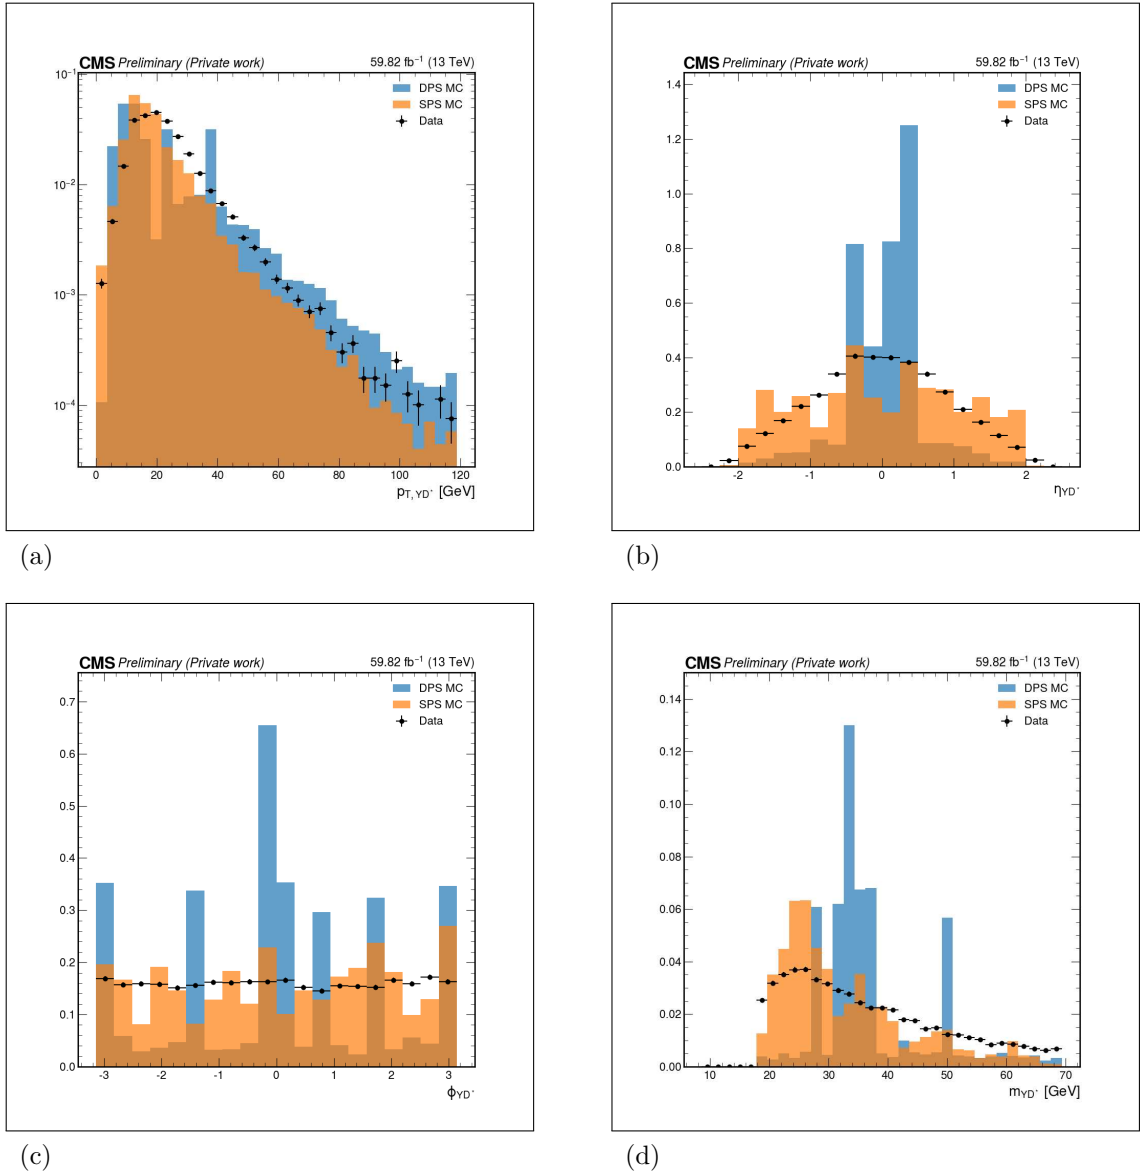 CMS Preliminary (Private work) 59.82 fb⁻¹ (13 TeV)
10⁻¹
DPS MC
SPS MC
Data
10⁻²
10⁻³
10⁻⁴
0 20 40 60 80 100 120
p_T, YD* [GeV]
(a)
CMS Preliminary (Private work) 59.82 fb⁻¹ (13 TeV)
DPS MC
SPS MC
Data
1.4
1.2
1.0
0.8
0.6
0.4
0.2
0.0
-2 -1 0 1 2
η_YD*
(b)
CMS Preliminary (Private work) 59.82 fb⁻¹ (13 TeV)
DPS MC
SPS MC
Data
0.7
0.6
0.5
0.4
0.3
0.2
0.1
0.0
-3 -2 -1 0 1 2 3
ϕ_YD*
(c)
CMS Preliminary (Private work) 59.82 fb⁻¹ (13 TeV)
DPS MC
SPS MC
Data
0.14
0.12
0.10
0.08
0.06
0.04
0.02
0.00
10 20 30 40 50 60 70
m_YD* [GeV]
(d)